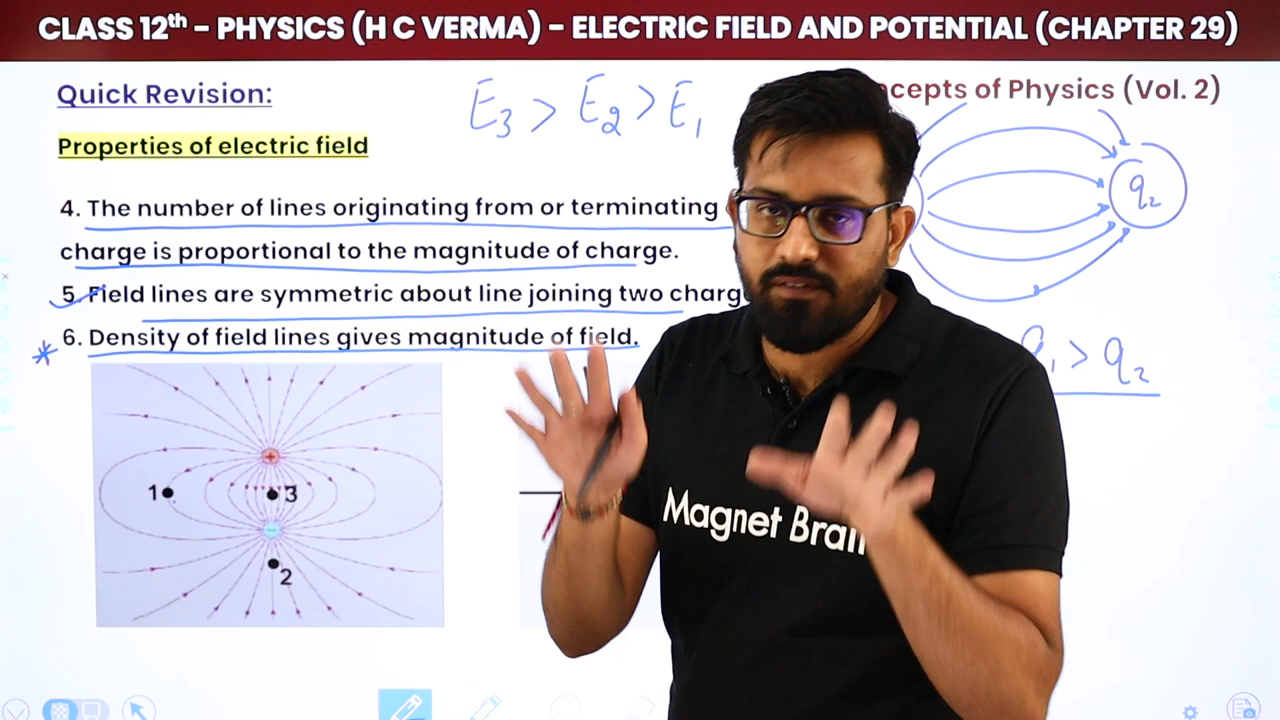 CLASS 12th – PHYSICS (H C VERMA) – ELECTRIC FIELD AND POTENTIAL (CHAPTER 29)
Quick Revision:
E3 > E2 > E1
of Physics (Vol. 2)
Properties of electric field
q2
4. The number of lines originating from or terminating
charge is proportional to the magnitude of charge.
5. Field lines are symmetric about line joining two
6. Density of field lines gives magnitude of field.
q1 > q2
+
1
3
−
2
Magnet